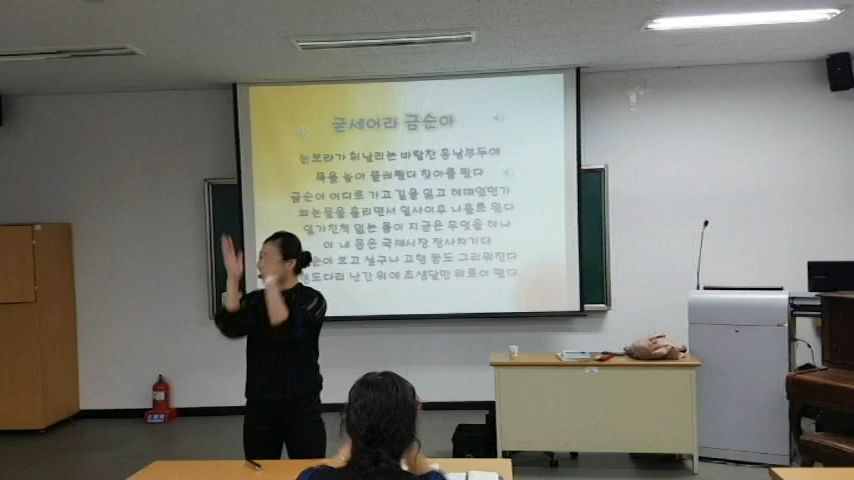 굳세어라 금순아
눈보라가 휘날리는 바람찬 흥남부두에
목을 놓아 불러봤다 찾아를 봤다
금순아 어디로 가고 길을 잃고 헤매었던가
피눈물을 흘리면서 일사이후 나홀로 왔다
일가친척 없는 몸이 지금은 무엇을 하나
이 내 몸은 국제시장 장사치기다
순아 보고 싶구나 고향 꿈도 그리워진다
도다리 난간 위에 초생달만 외로이 떴다